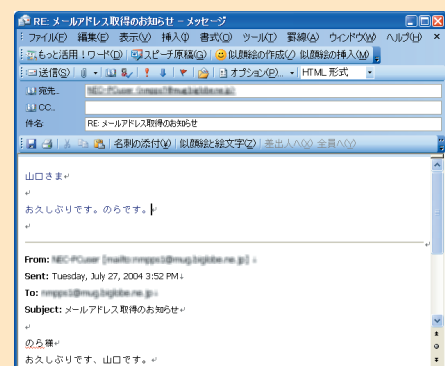 RE: メールアドレス取得のお知らせ - メッセージ
ファイル(F) 編集(E) 表示(V) 挿入(I) 書式(O) ツール(T) 罫線(A) ウィンドウ(W) ヘルプ(H)
もっと活用！ワード(D) スピーチ原稿(G) 似顔絵の作成(/) 似顔絵の挿入(M)
送信(S) オプション(P)... HTML 形式
宛先...
CC...
件名 RE: メールアドレス取得のお知らせ
名刺の添付(¥) 似顔絵と絵文字(Z) 差出人へ(X) 全員へ(Y)
山口さま
お久しぶりです。のらです。
From: NEC-PCuser
Sent: Tuesday, July 27, 2004 3:52 PM
To:
Subject: メールアドレス取得のお知らせ
のら様
お久しぶりです、山口です。